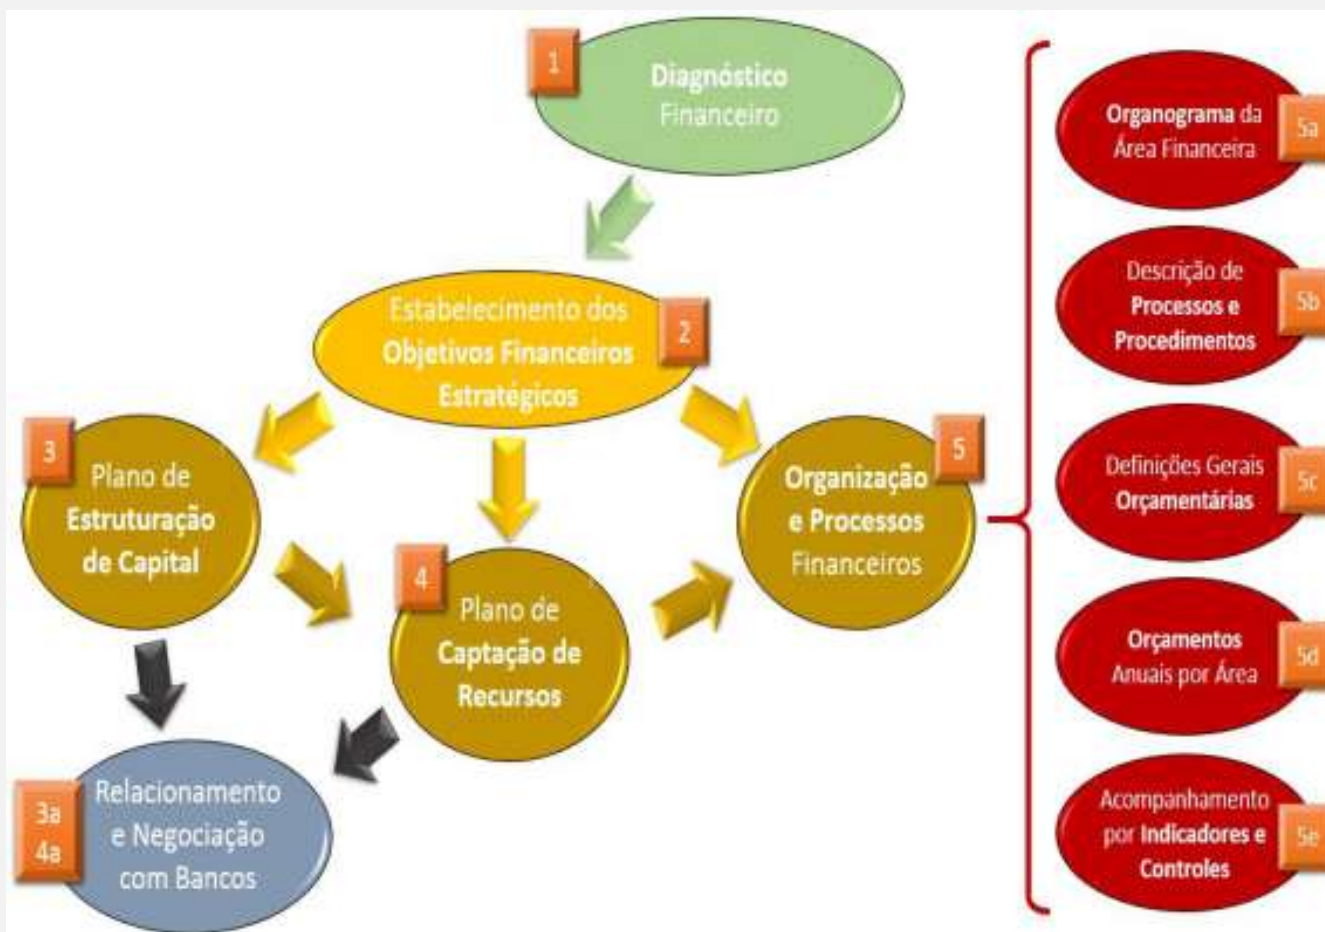 1
Diagnóstico
Financeiro
Estabelecimento dos
Objetivos Financeiros
Estratégicos
2
3
Plano de
Estruturação
de Capital
4
Plano de
Captação de
Recursos
5
Organização
e Processos
Financeiros
3a
4a
Relacionamento
e Negociação
com Bancos
Organograma da
Área Financeira
5a
Descrição de
Processos e
Procedimentos
5b
Definições Gerais
Orçamentárias
5c
Orçamentos
Anuais por Área
5d
Acompanhamento
por Indicadores e
Controles
5e